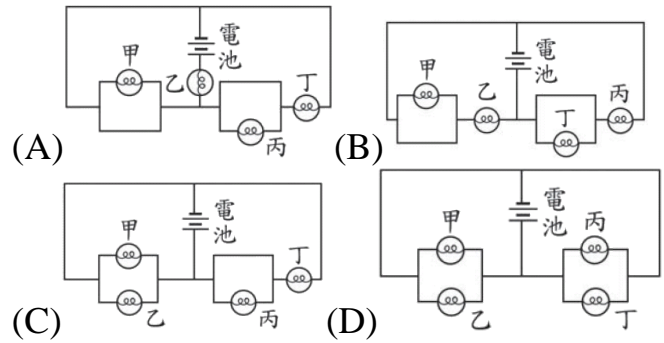 (A) 甲 電池 乙 丁 丙
(B) 甲 電池 乙 丁 丙
(C) 甲 電池 乙 丁 丙
(D) 甲 電池 乙 丙 丁